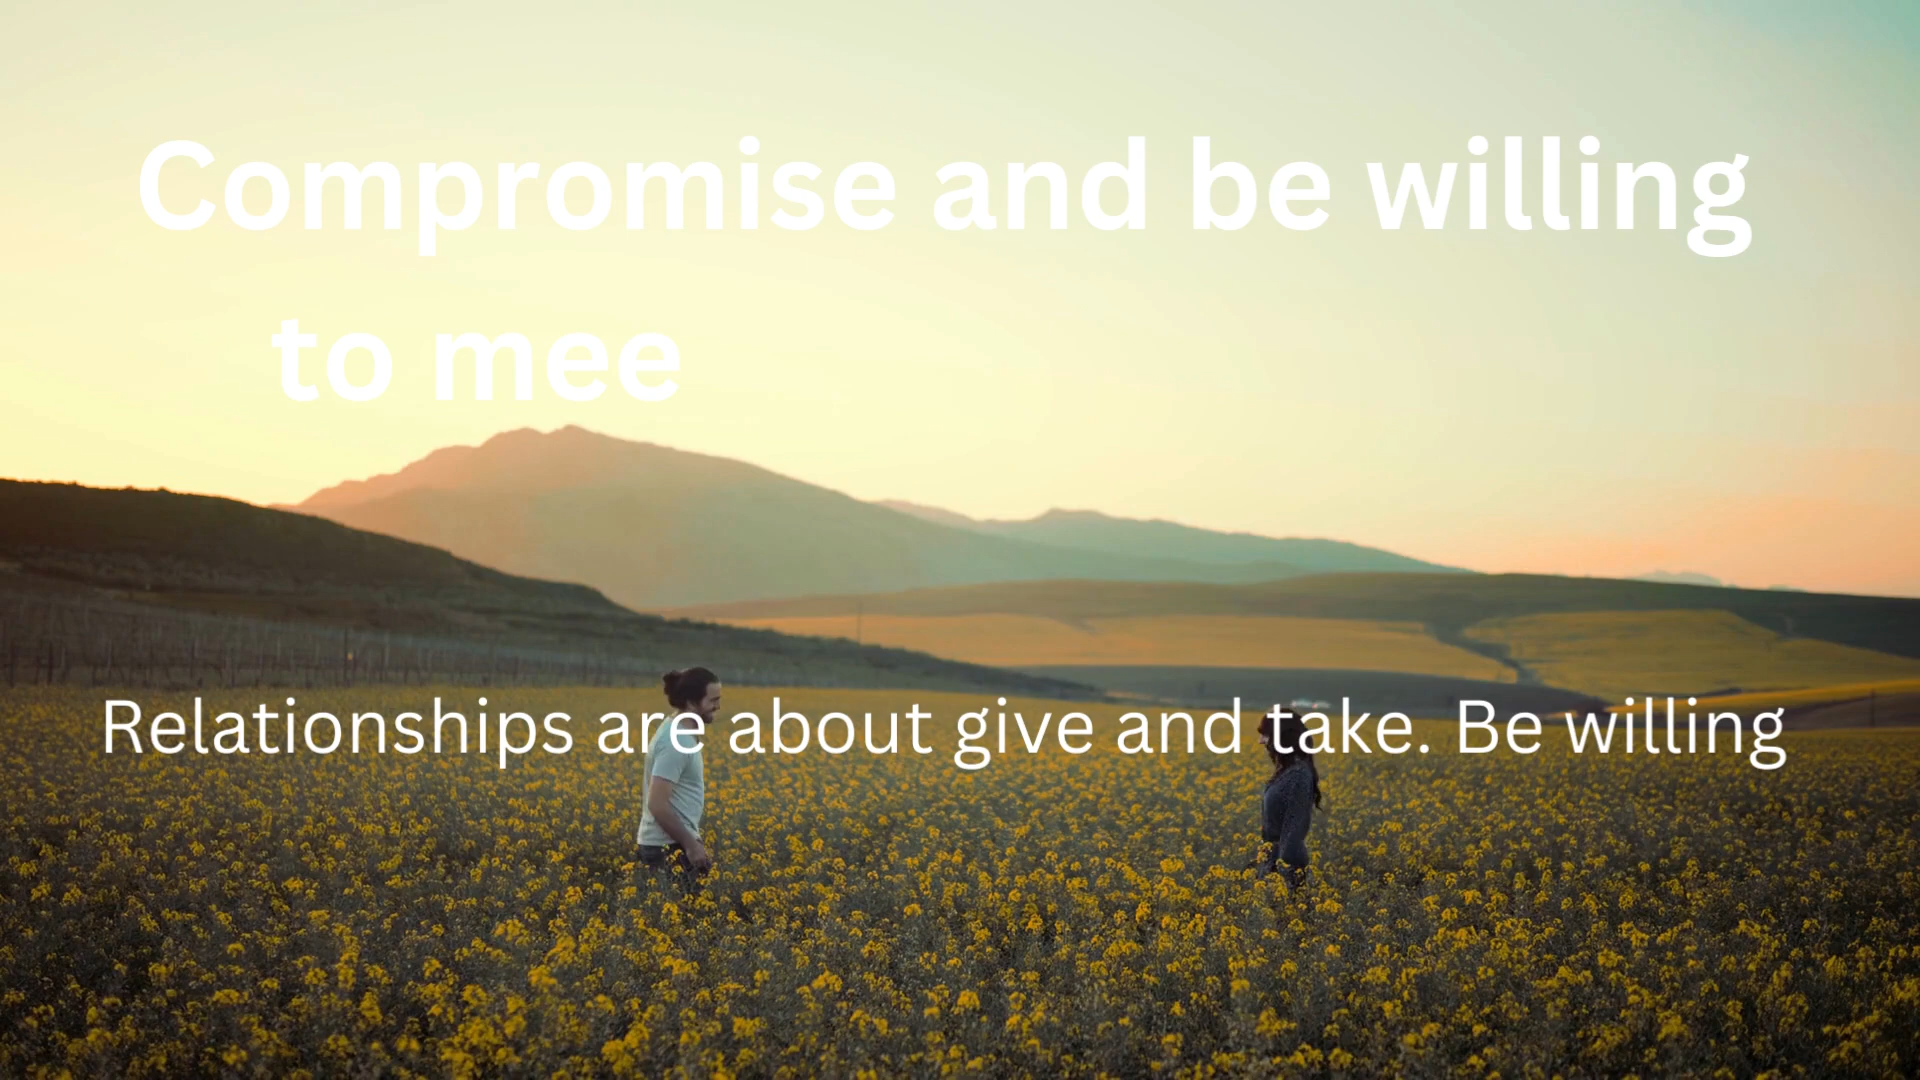 Compromise and be willing
to mee
Relationships are about give and take. Be willing